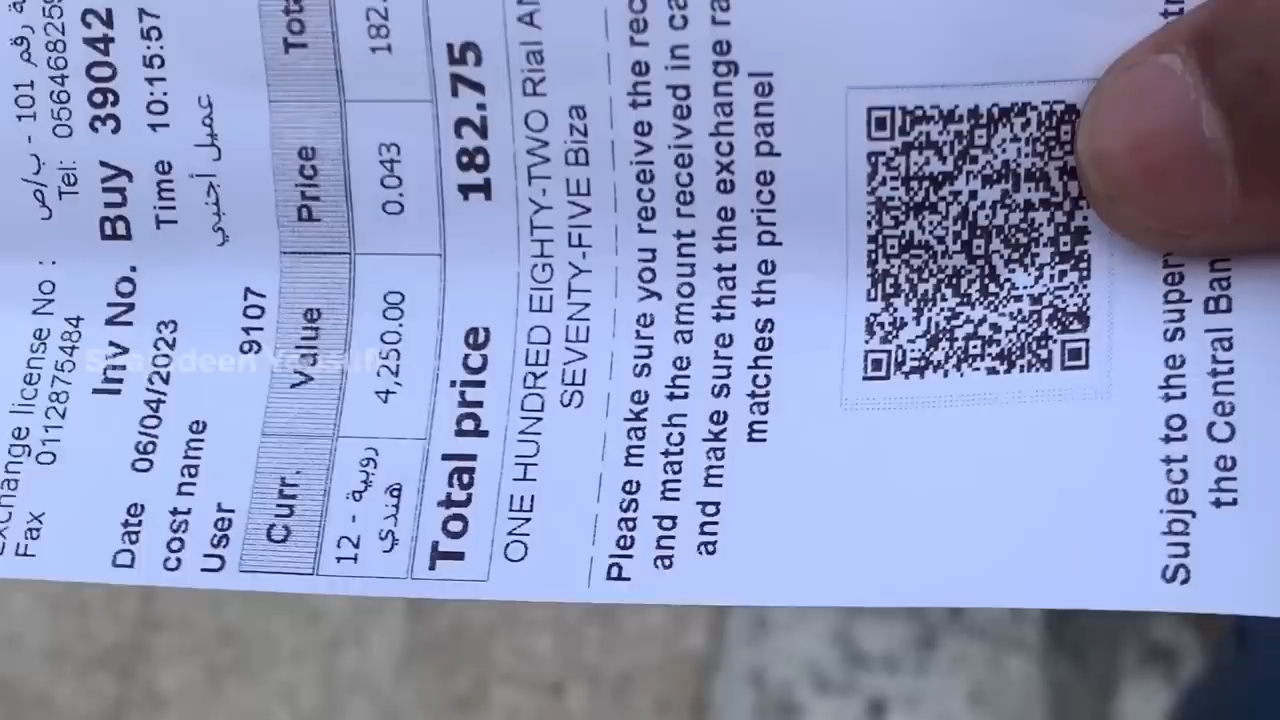 رقم 101 - ب/ص
Tel: 056468259
Exchange license No :
Fax 0112875484
Inv No. Buy 39042
Date 06/04/2023 Time 10:15:57
cost name عميل أجنبي
User 9107
Curr. Value Price Tota
12 - روبية هندي 4,250.00 0.043 182.
Total price 182.75
ONE HUNDRED EIGHTY-TWO Rial AN
SEVENTY-FIVE Biza
Please make sure you receive the rec
and match the amount received in ca
and make sure that the exchange ra
matches the price panel
Subject to the super
the Central Ban